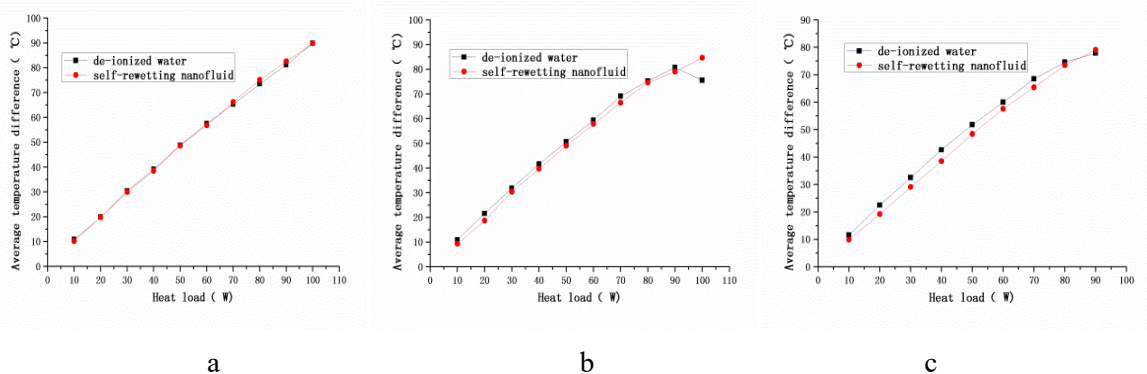 100
90
80
70
60
50
40
30
20
10
0
Average temperature difference ( ℃)
de-ionized water
self-rewetting nanofluid
0 10 20 30 40 50 60 70 80 90 100 110
Heat load ( W)
a
100
90
80
70
60
50
40
30
20
10
0
Average temperature difference ( ℃)
de-ionized water
self-rewetting nanofluid
0 10 20 30 40 50 60 70 80 90 100 110
Heat load ( W)
b
90
80
70
60
50
40
30
20
10
0
Average temperature difference ( ℃)
de-ionized water
self-rewetting nanofluid
0 10 20 30 40 50 60 70 80 90 100
Heat load ( W)
c